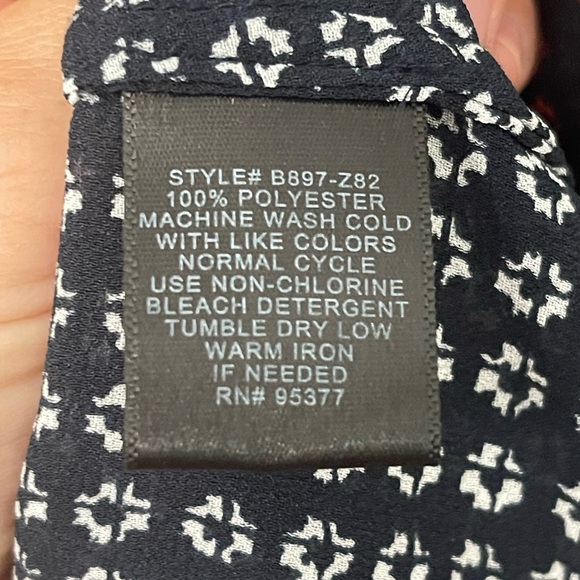 STYLE# B897-Z82
100% POLYESTER
MACHINE WASH COLD
WITH LIKE COLORS
NORMAL CYCLE
USE NON-CHLORINE
BLEACH DETERGENT
TUMBLE DRY LOW
WARM IRON
IF NEEDED
RN# 95377